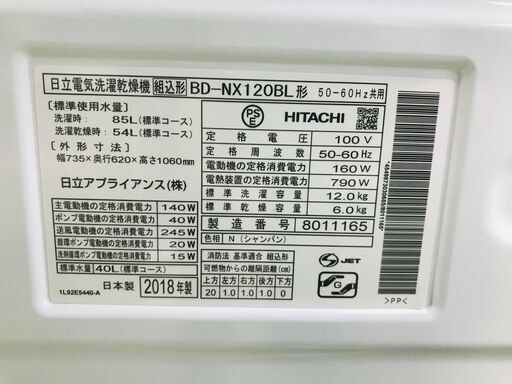 日立電気洗濯乾燥機 組込形 BD-NX120BL形 50-60Hz共用
[標準使用水量]
洗濯時: 85L(標準コース)
洗乾時: 54L(標準コース)
[外形寸法]
幅735×奥行620×高さ1060mm
日立アプライアンス(株)
主電動機の定格消費電力 140W
ポンプ電動機の定格消費電力 40W
送風電動機の定格消費電力 245W
循環ポンプ電動機の定格消費電力 20W
洗剤循環ポンプ電動機の定格消費電力 15W
標準水量 40L(標準コース)
1L92E5440-A
日本製 2018年製
PS
E
HITACHI
定格電圧 100V
定格周波数 50-60Hz
電動機の定格消費電力 160W
電熱装置の定格消費電力 790W
標準洗濯容量 12.0kg
標準乾燥容量 6.0kg
製造番号 8011165
色相 N(シャンパン)
消防法 基準適合 組込形
可燃物からの離隔距離(cm)
上方 左方 右方 前方 後方 下方
20 1.0 1.0 0 1.0 0
G
JET
>PP<